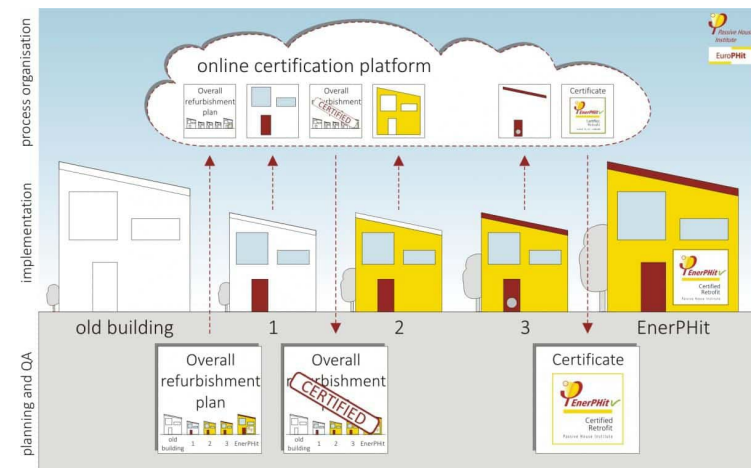 process organisation
implementation
planning and QA
Passive House
Institute
EuroPHit
online certification platform
Overall
refurbishment
plan
Overall
refurbishment
CERTIFIED
Certificate
EnerPHit
Certified
Retrofit
EnerPHit
Certified
Retrofit
Passive House Institute
old building
1
2
3
EnerPHit
Overall
refurbishment
plan
old
building
1
2
3
EnerPHit
Overall
refurbishment
CERTIFIED
old
building
1
2
3
EnerPHit
Certificate
EnerPHit
Certified
Retrofit
Passive House Institute